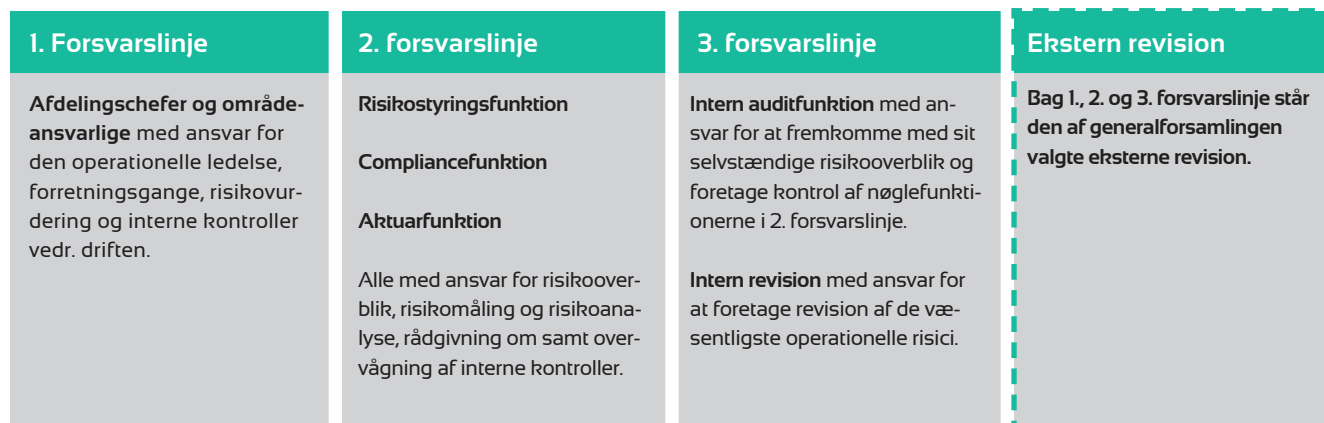 1. Forsvarslinje
Afdelingschefer og område-
ansvarlige med ansvar for
den operationelle ledelse,
forretningsgange, risikovur-
dering og interne kontroller
vedr. driften.
2. forsvarslinje
Risikostyringsfunktion
Compliancefunktion
Aktuarfunktion
Alle med ansvar for risikoover-
blik, risikomåling og risikoana-
lyse, rådgivning om samt over-
vågning af interne kontroller.
3. forsvarslinje
Intern auditfunktion med an-
svar for at fremkomme med sit
selvstændige risikooverblik og
foretage kontrol af nøglefunkti-
onerne i 2. forsvarslinje.
Intern revision med ansvar for
at foretage revision af de væ-
sentligste operationelle risici.
Ekstern revision
Bag 1., 2. og 3. forsvarslinje står
den af generalforsamlingen
valgte eksterne revision.